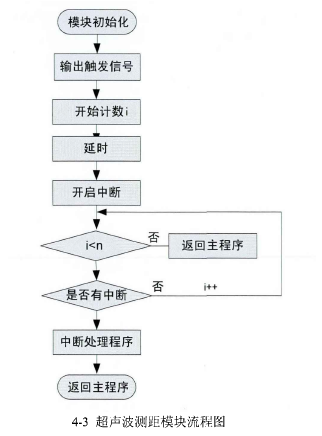 模块初始化
输出触发信号
开始计数i
延时
开启中断
i<n
否
返回主程序
是否有中断
否
i++
中断处理程序
返回主程序
4-3 超声波测距模块流程图